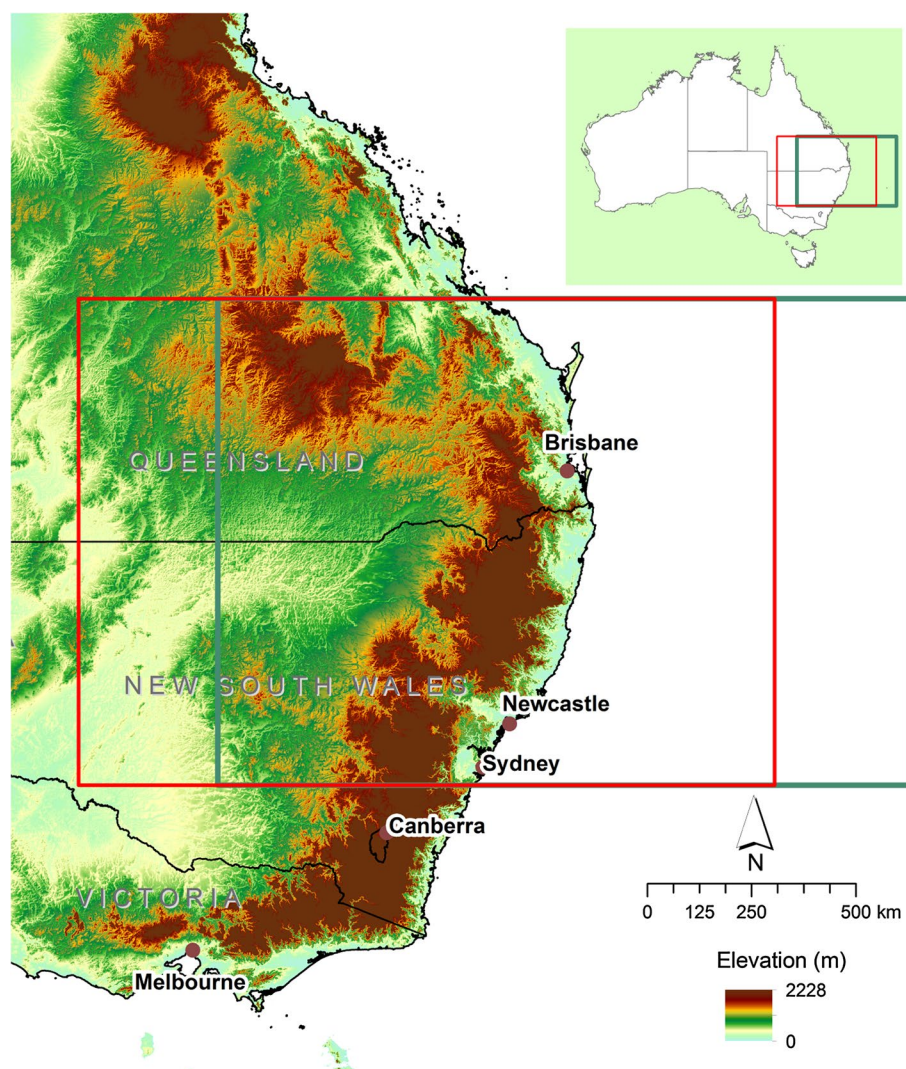 Brisbane
QUEENSLAND
NEW SOUTH WALES
Newcastle
Sydney
Canberra
N
VICTORIA
0 125 250 500 km
Melbourne
Elevation (m)
2228
0